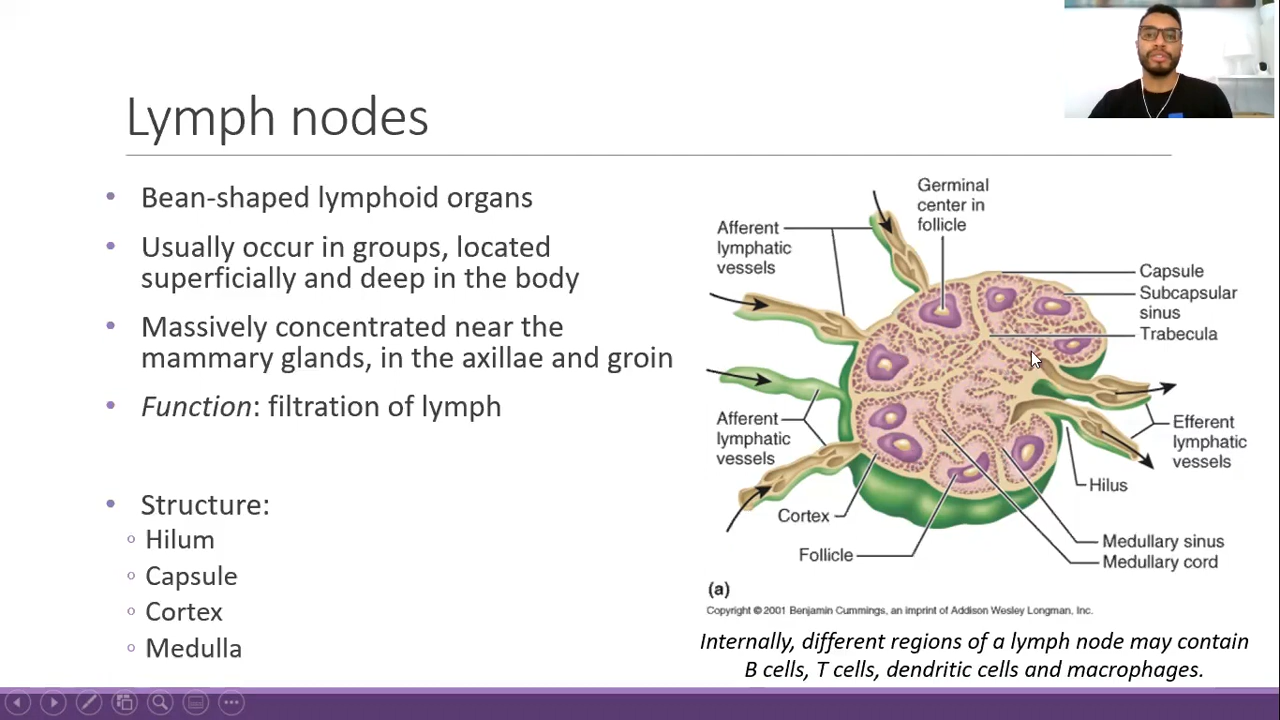 Lymph nodes
• Bean-shaped lymphoid organs
• Usually occur in groups, located
superficially and deep in the body
• Massively concentrated near the
mammary glands, in the axillae and groin
• Function: filtration of lymph
• Structure:
◦ Hilum
◦ Capsule
◦ Cortex
◦ Medulla
Germinal
center in
follicle
Afferent
lymphatic
vessels
Capsule
Subcapsular
sinus
Trabecula
Afferent
lymphatic
vessels
Efferent
lymphatic
vessels
Hilus
Cortex
Follicle
Medullary sinus
Medullary cord
(a)
Copyright © 2001 Benjamin Cummings, an imprint of Addison Wesley Longman, Inc.
Internally, different regions of a lymph node may contain
B cells, T cells, dendritic cells and macrophages.